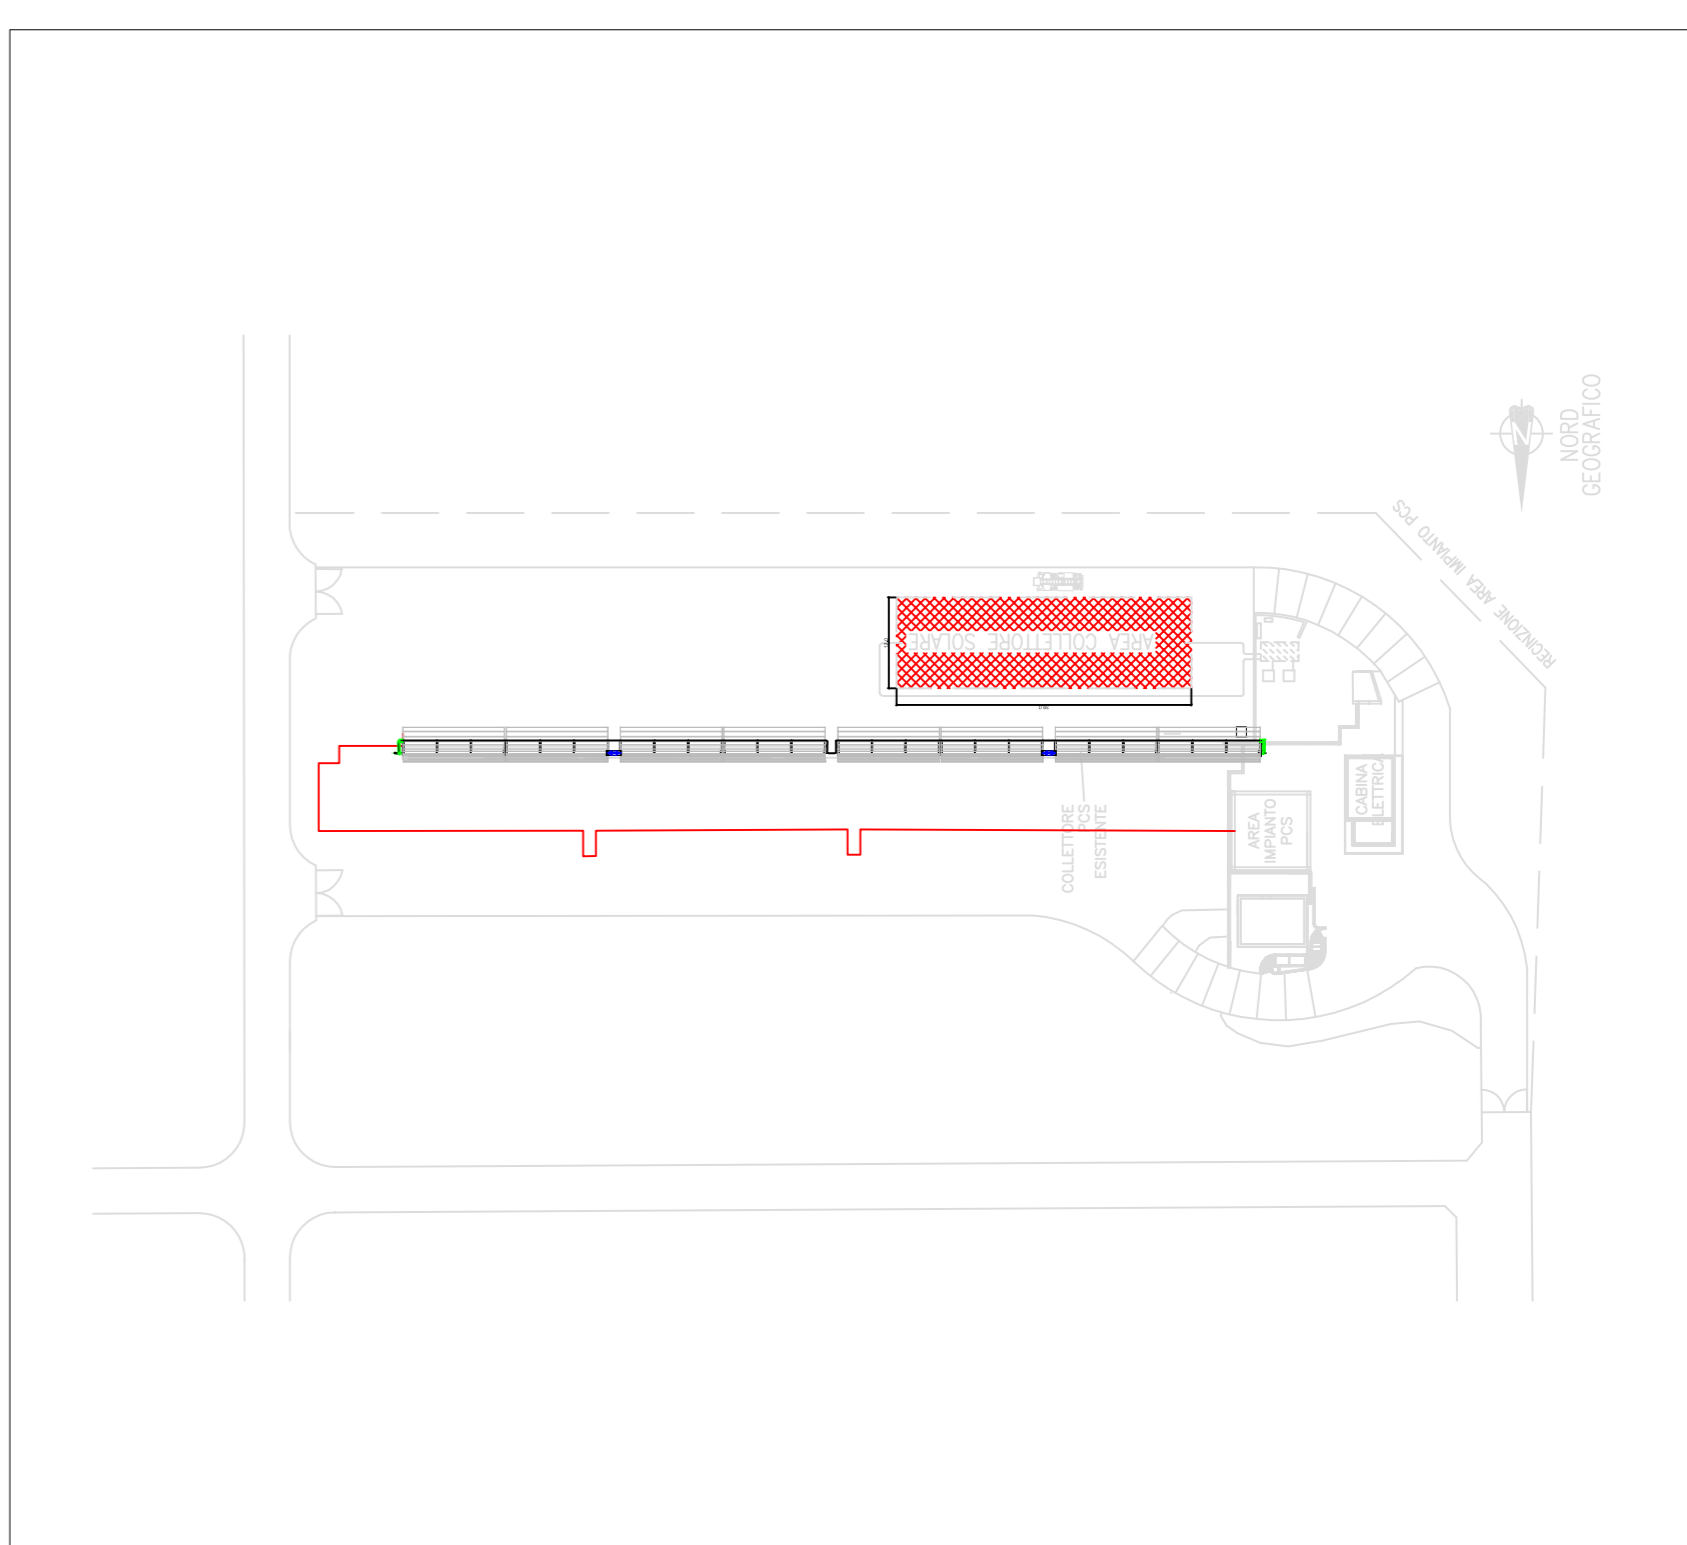 NORD
GEOGRAFICO
N
RECINZIONE AREA IMPIANTO PCS
AREA COLLETTORE SOLARE
COLLETTORE
PCS
ESISTENTE
AREA
IMPIANTO
PCS
CABINA
ELETTRICA